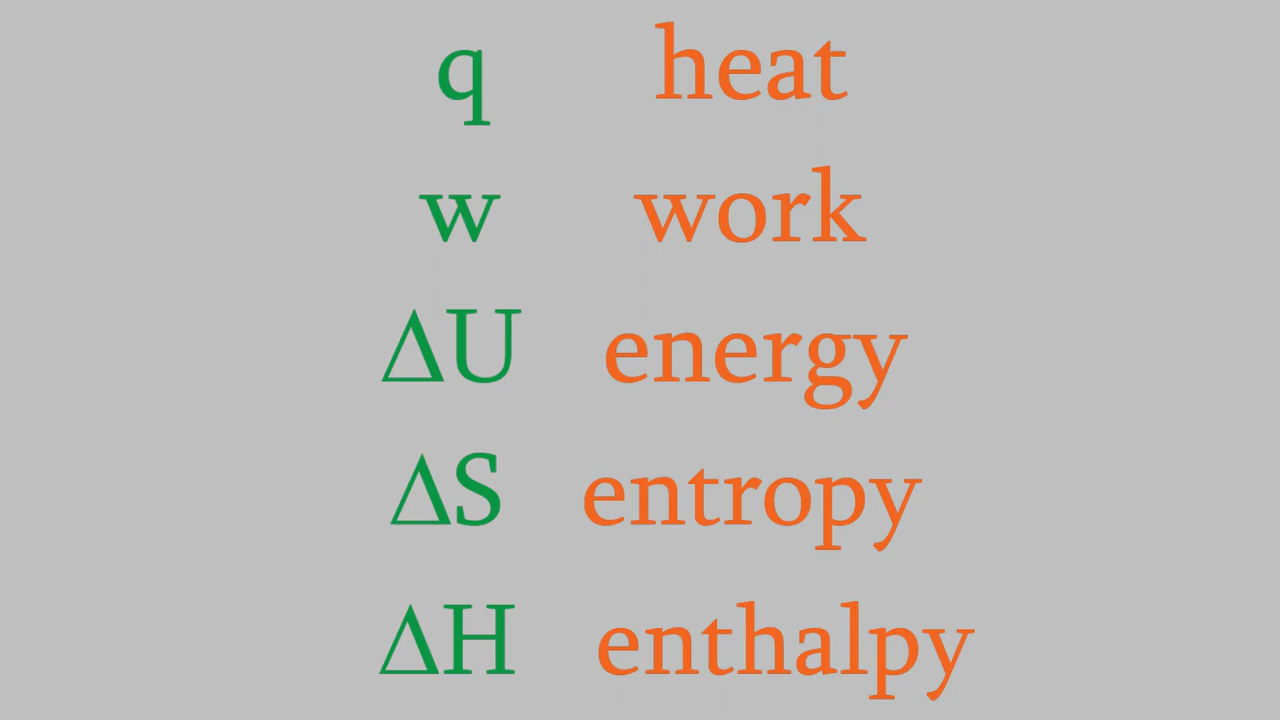 q heat
w work
ΔU energy
ΔS entropy
ΔH enthalpy